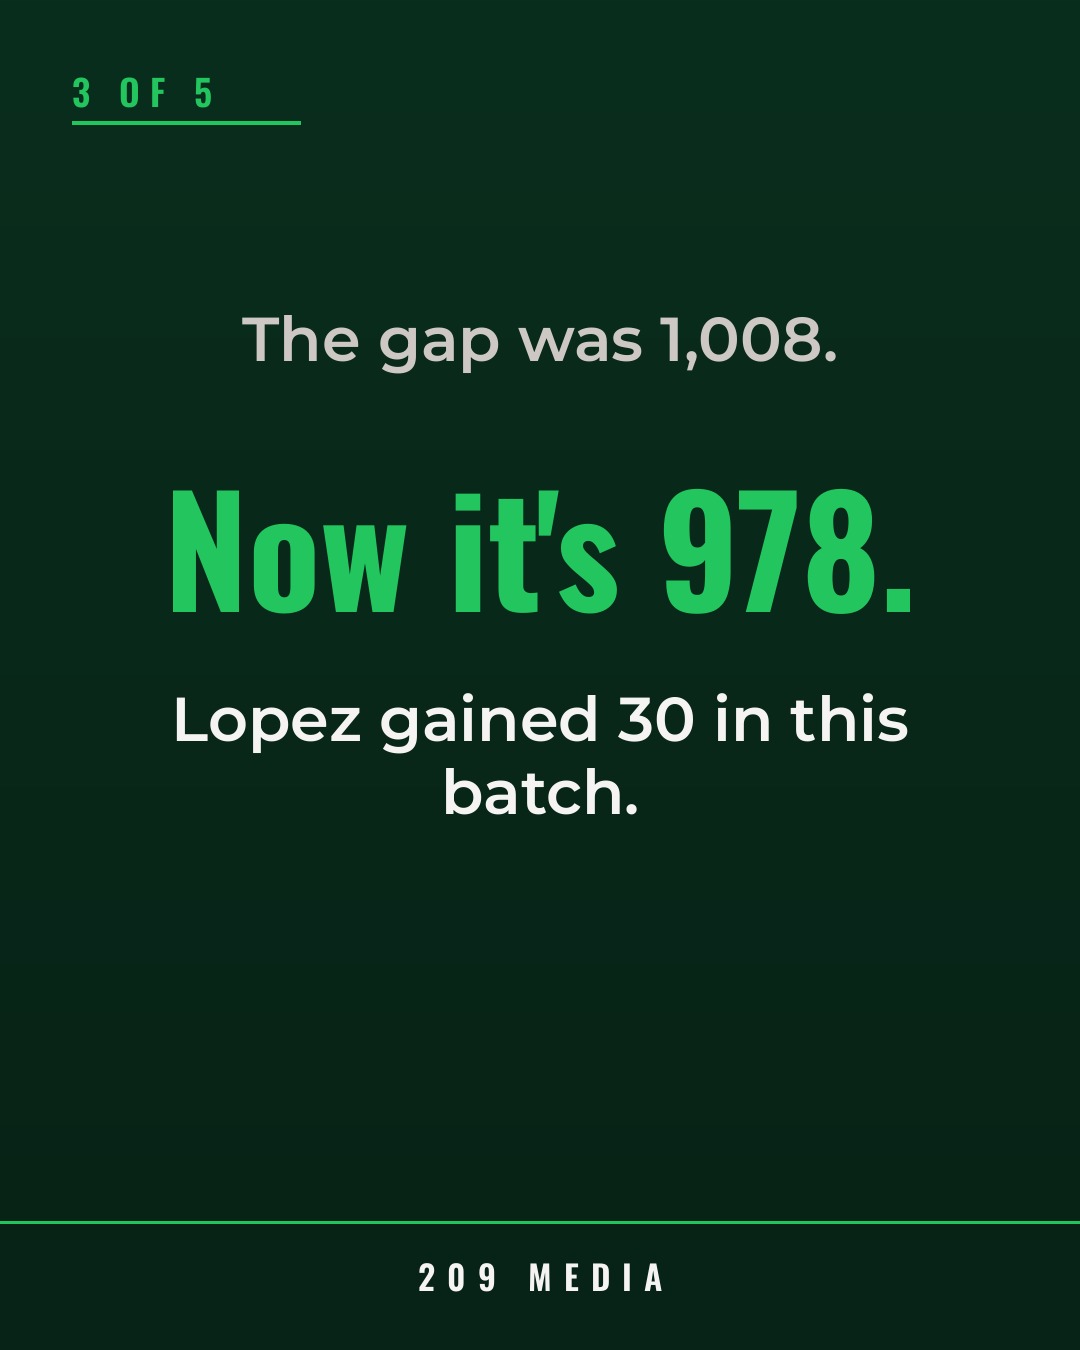 3 OF 5
The gap was 1,008.
Now it's 978.
Lopez gained 30 in this
batch.
209 MEDIA